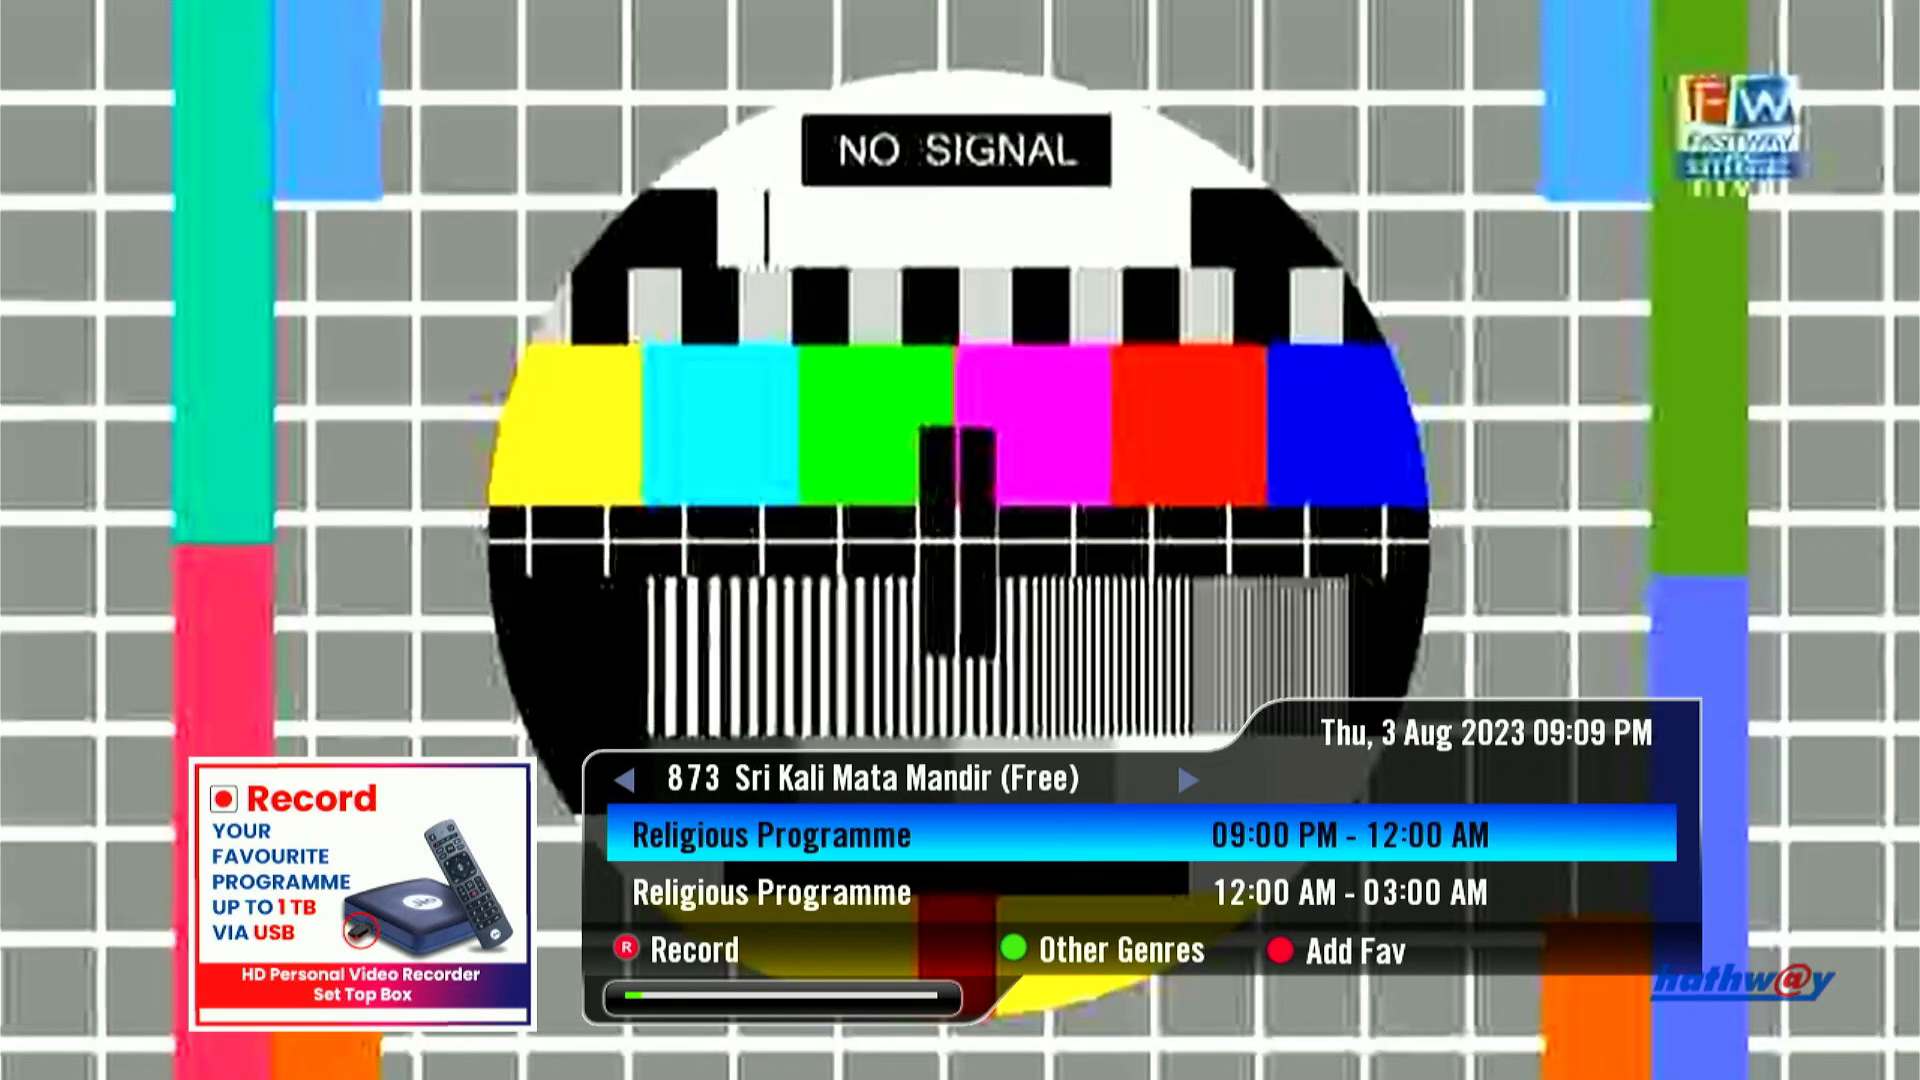 NO SIGNAL
FW
FASTWAY
Thu, 3 Aug 2023 09:09 PM
873 Sri Kali Mata Mandir (Free)
Religious Programme 09:00 PM - 12:00 AM
Religious Programme 12:00 AM - 03:00 AM
R Record Other Genres Add Fav
Record
YOUR
FAVOURITE
PROGRAMME
UP TO 1 TB
VIA USB
Jio
HD Personal Video Recorder
Set Top Box
hathw@y